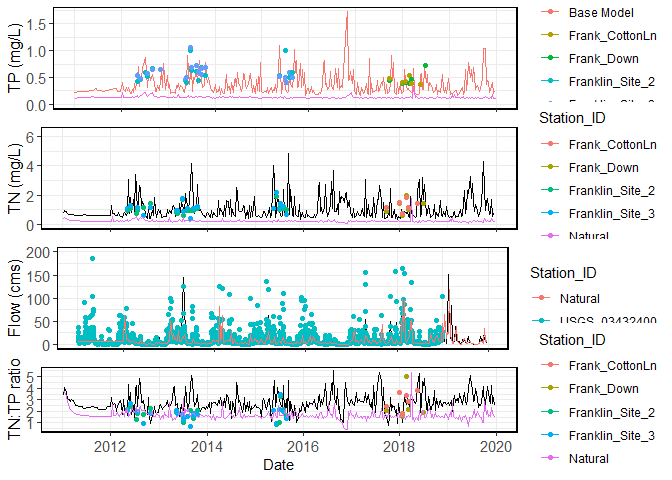 TP (mg/L)
1.5
1.0
0.5
0.0
Base Model
Frank_CottonLn
Frank_Down
Franklin_Site_2
TN (mg/L)
6
4
2
0
Station_ID
Frank_CottonLn
Frank_Down
Franklin_Site_2
Franklin_Site_3
Natural
Flow (cms)
200
150
100
50
0
Station_ID
Natural
USGS_03432400
TN:TP ratio
5
4
3
2
1
Station_ID
Frank_CottonLn
Frank_Down
Franklin_Site_2
Franklin_Site_3
Natural
2012
2014
2016
2018
2020
Date